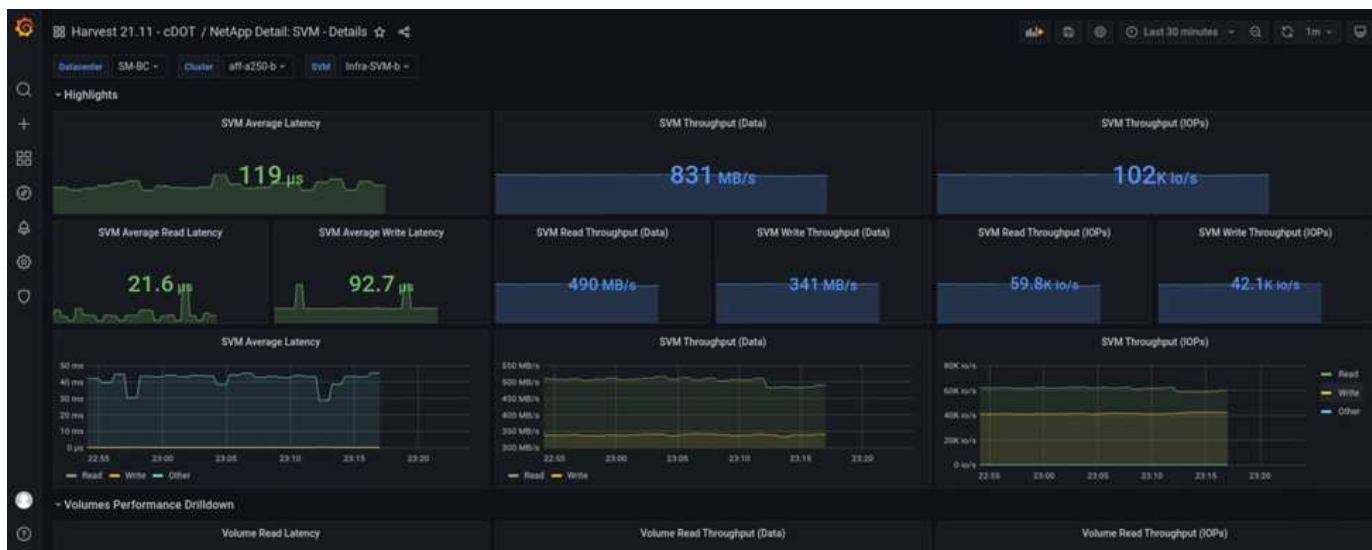 Harvest 21.11 - cDOT / NetApp Detail: SVM - Details
Last 30 minutes
1m
Datacenter SM-BC Cluster aff-a250-b SVM Infra-SVM-b
Highlights
SVM Average Latency
119 µs
SVM Throughput (Data)
831 MB/s
SVM Throughput (IOPs)
102K io/s
SVM Average Read Latency
21.6 µs
SVM Average Write Latency
92.7 µs
SVM Read Throughput (Data)
490 MB/s
SVM Write Throughput (Data)
341 MB/s
SVM Read Throughput (IOPs)
59.8K io/s
SVM Write Throughput (IOPs)
42.1K io/s
SVM Average Latency
50 ms
40 ms
30 ms
20 ms
10 ms
0 µs
22:55 23:00 23:05 23:10 23:15 23:20
Read Write Other
SVM Throughput (Data)
550 MB/s
500 MB/s
450 MB/s
400 MB/s
350 MB/s
300 MB/s
22:55 23:00 23:05 23:10 23:15 23:20
Read Write
SVM Throughput (IOPs)
80K io/s
60K io/s
40K io/s
20K io/s
0 io/s
22:55 23:00 23:05 23:10 23:15 23:20
Read
Write
Other
Volumes Performance Drilldown
Volume Read Latency
Volume Read Throughput (Data)
Volume Read Throughput (IOPs)